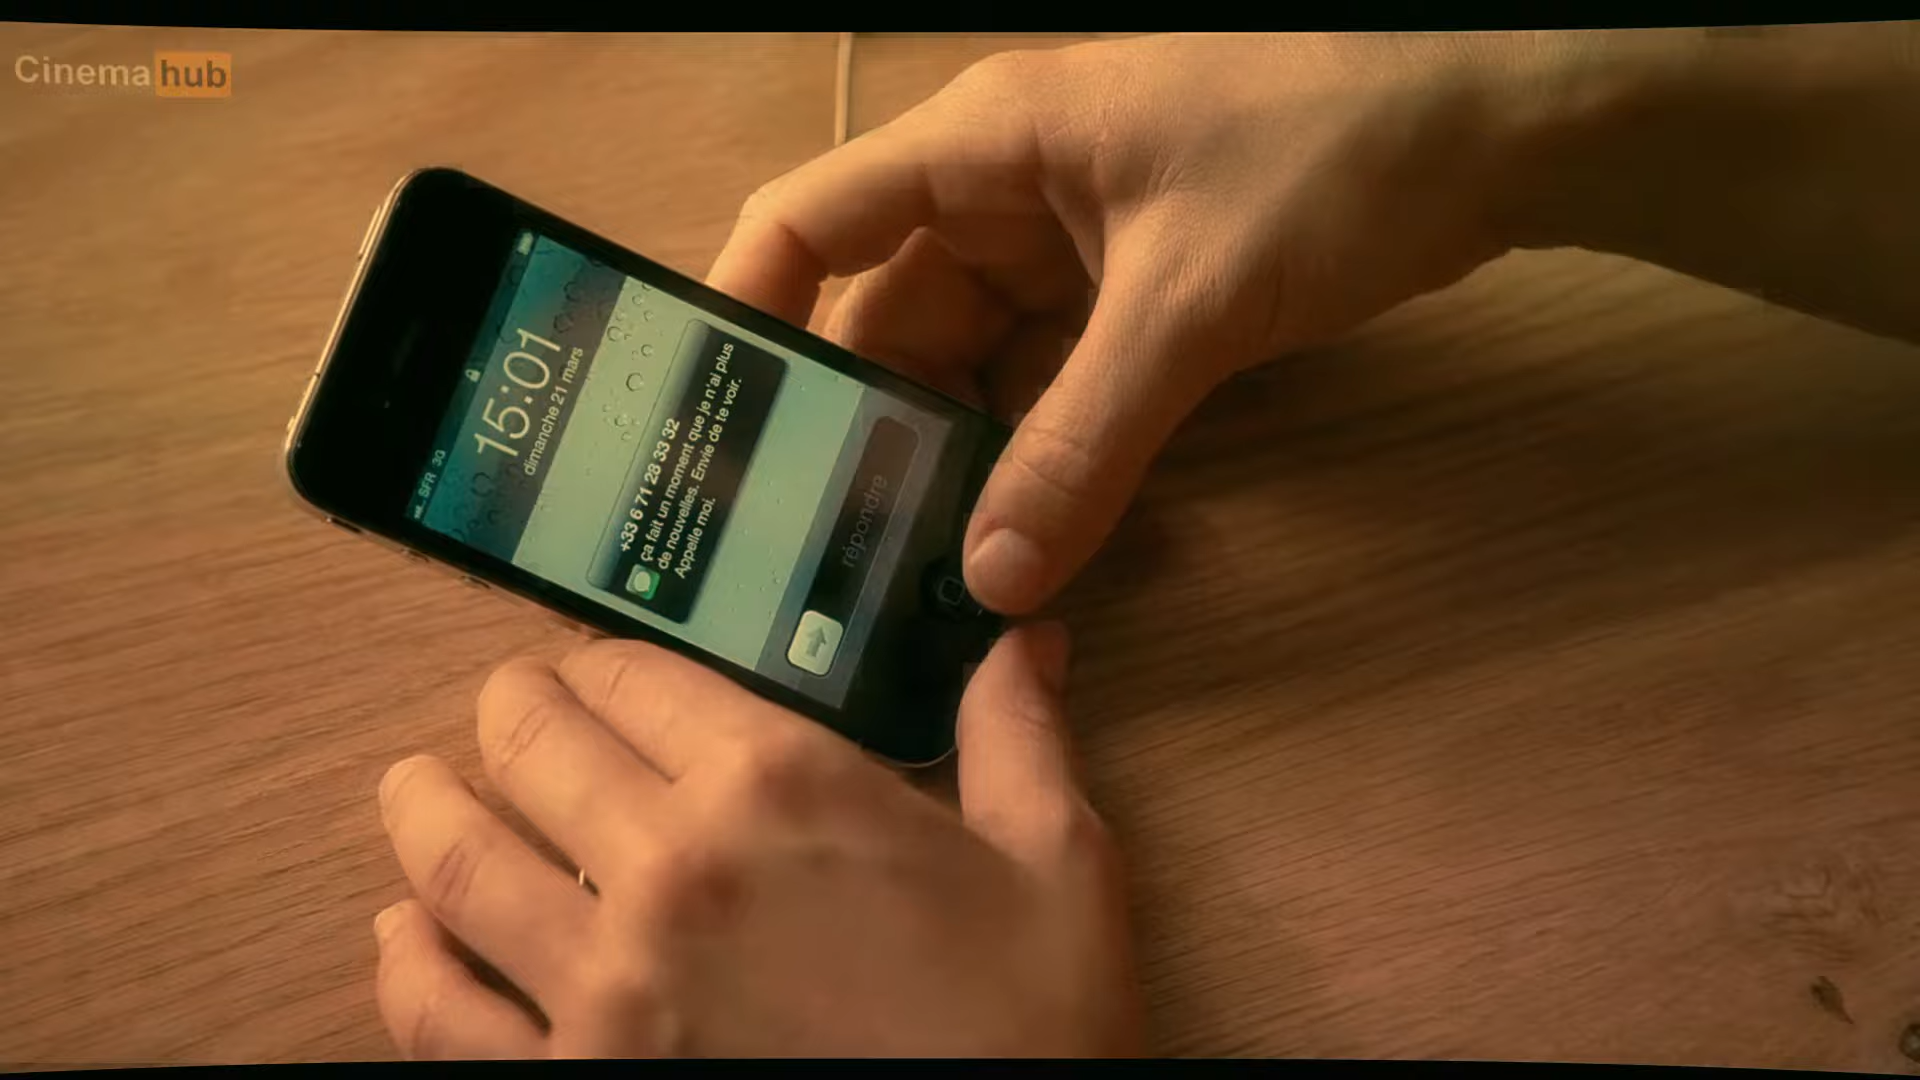 Cinema hub
SFR 3G
15:01
dimanche 21 mars
+33 6 71 28 33 32
ça fait un moment que je n'ai plus
de nouvelles. Envie de te voir.
Appelle moi.
répondre